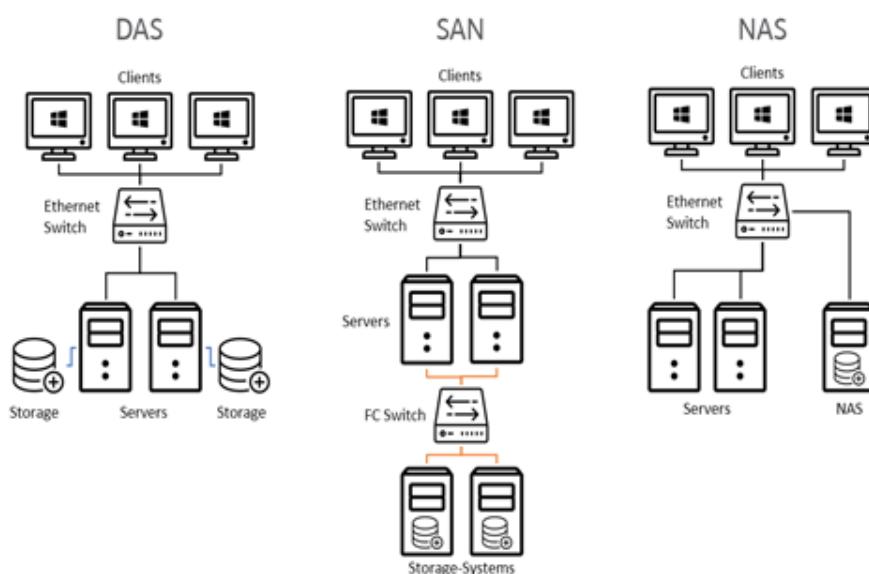 DAS
Clients
Ethernet
Switch
Storage
Servers
Storage
SAN
Clients
Ethernet
Switch
Servers
FC Switch
Storage-Systems
NAS
Clients
Ethernet
Switch
Servers
NAS